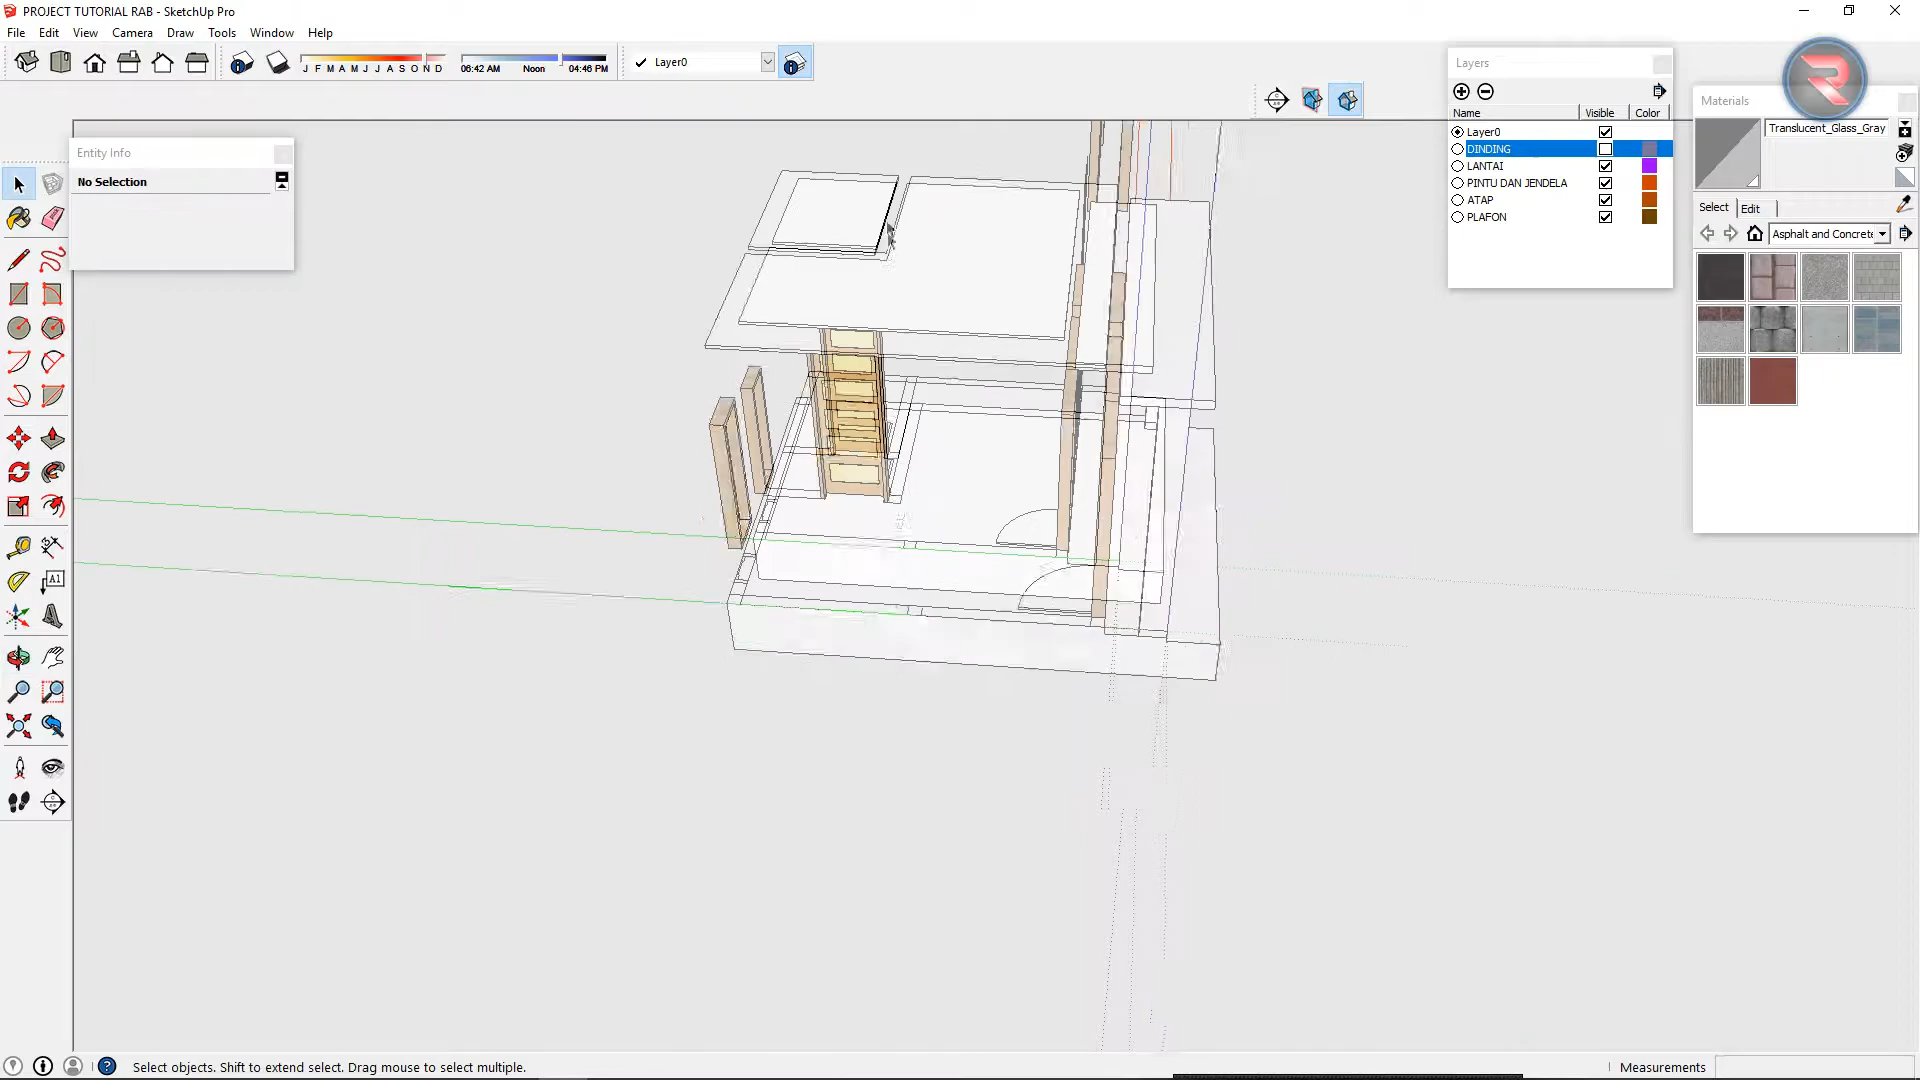 PROJECT TUTORIAL RAB - SketchUp Pro
File Edit View Camera Draw Tools Window Help
J F M A M J J A S O N D
06:42 AM Noon 04:46 PM
Layer0
Layers
Name Visible Color
Layer0
DINDING
LANTAI
PINTU DAN JENDELA
ATAP
PLAFON
Materials
Translucent_Glass_Gray
Select Edit
Asphalt and Concrete
Entity Info
No Selection
A1
Select objects. Shift to extend select. Drag mouse to select multiple.
Measurements